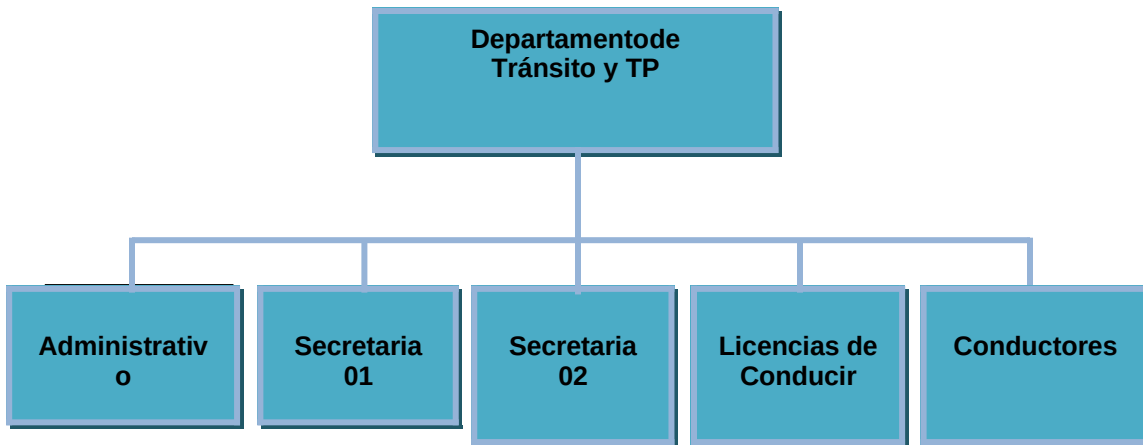 Departamentode
Tránsito y TP
Administrativ
o
Secretaria
01
Secretaria
02
Licencias de
Conducir
Conductores